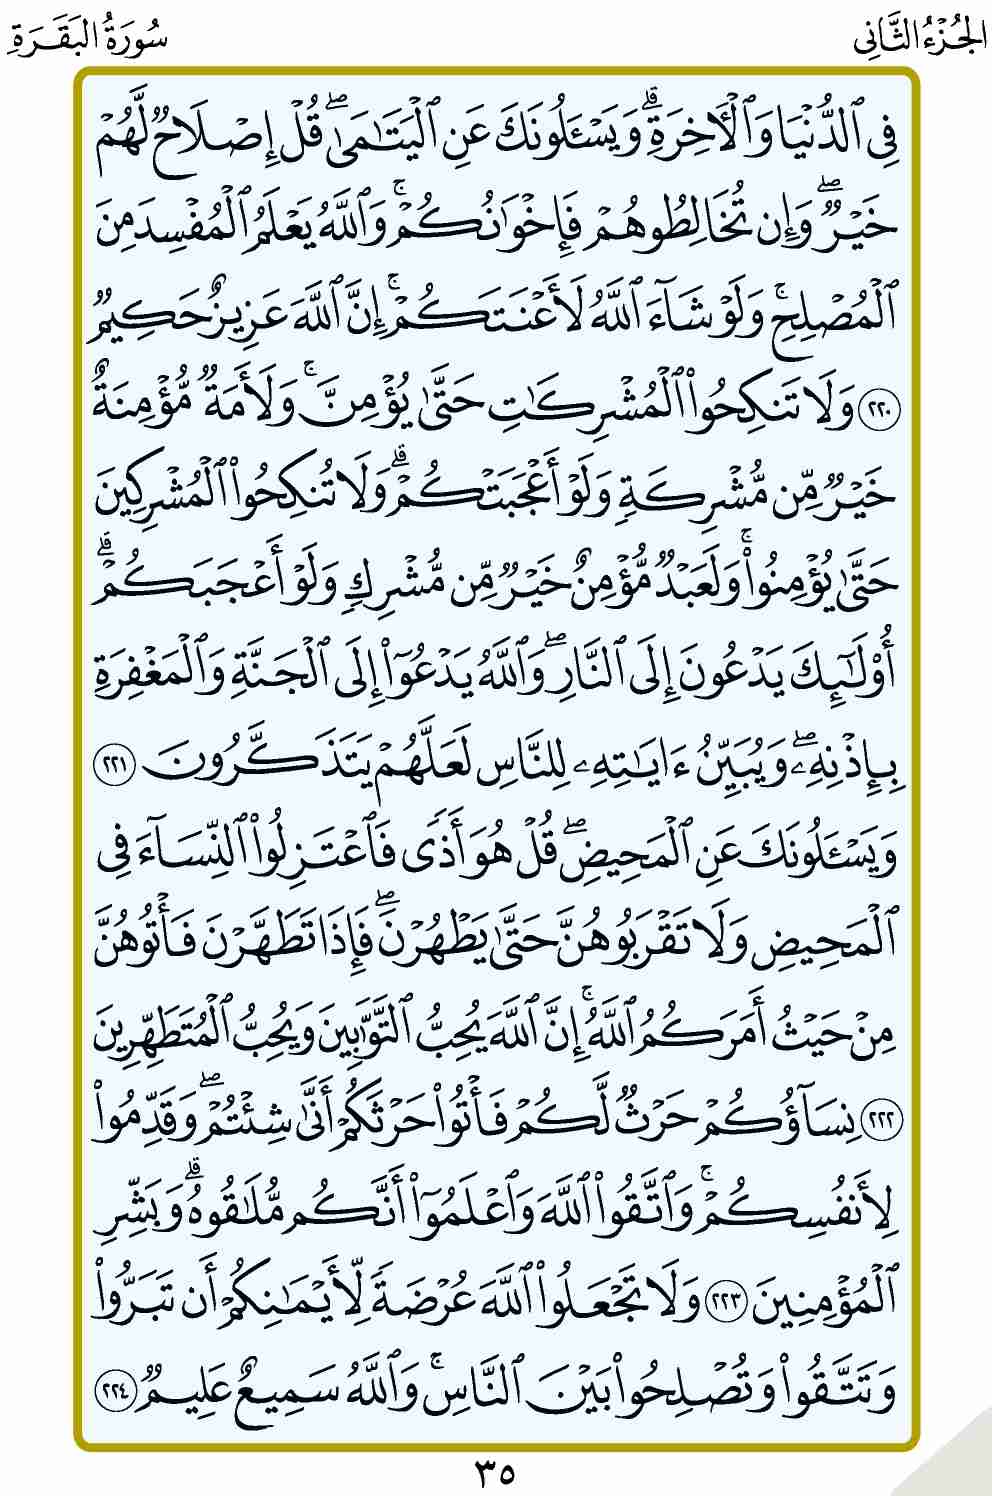 الجُزْءُ الثَّانِي
سُورَةُ البَقَرَةِ
فِي ٱلدُّنْيَا وَٱلْأٓخِرَةِۗ وَيَسْـَٔلُونَكَ عَنِ ٱلْيَتَـٰمَىٰۖ قُلْ إِصْلَاحٌ لَّهُمْ
خَيْرٌۖ وَإِن تُخَالِطُوهُمْ فَإِخْوَٰنُكُمْۚ وَٱللَّهُ يَعْلَمُ ٱلْمُفْسِدَ مِنَ
ٱلْمُصْلِحِۚ وَلَوْ شَآءَ ٱللَّهُ لَأَعْنَتَكُمْۚ إِنَّ ٱللَّهَ عَزِيزٌ حَكِيمٌ
٢٢٠ وَلَا تَنكِحُوا۟ ٱلْمُشْرِكَـٰتِ حَتَّىٰ يُؤْمِنَّۚ وَلَأَمَةٌ مُّؤْمِنَةٌ
خَيْرٌ مِّن مُّشْرِكَةٍ وَلَوْ أَعْجَبَتْكُمْۗ وَلَا تُنكِحُوا۟ ٱلْمُشْرِكِينَ
حَتَّىٰ يُؤْمِنُوا۟ۚ وَلَعَبْدٌ مُّؤْمِنٌ خَيْرٌ مِّن مُّشْرِكٍ وَلَوْ أَعْجَبَكُمْۗ
أُو۟لَـٰٓئِكَ يَدْعُونَ إِلَى ٱلنَّارِۖ وَٱللَّهُ يَدْعُوٓا۟ إِلَى ٱلْجَنَّةِ وَٱلْمَغْفِرَةِ
بِإِذْنِهِۦۖ وَيُبَيِّنُ ءَايَـٰتِهِۦ لِلنَّاسِ لَعَلَّهُمْ يَتَذَكَّرُونَ ٢٢١
وَيَسْـَٔلُونَكَ عَنِ ٱلْمَحِيضِۖ قُلْ هُوَ أَذًى فَٱعْتَزِلُوا۟ ٱلنِّسَآءَ فِي
ٱلْمَحِيضِ وَلَا تَقْرَبُوهُنَّ حَتَّىٰ يَطْهُرْنَۖ فَإِذَا تَطَهَّرْنَ فَأْتُوهُنَّ
مِنْ حَيْثُ أَمَرَكُمُ ٱللَّهُۚ إِنَّ ٱللَّهَ يُحِبُّ ٱلتَّوَّٰبِينَ وَيُحِبُّ ٱلْمُتَطَهِّرِينَ
٢٢٢ نِسَآؤُكُمْ حَرْثٌ لَّكُمْ فَأْتُوا۟ حَرْثَكُمْ أَنَّىٰ شِئْتُمْۖ وَقَدِّمُوا۟
لِأَنفُسِكُمْۚ وَٱتَّقُوا۟ ٱللَّهَ وَٱعْلَمُوٓا۟ أَنَّكُم مُّلَـٰقُوهُۗ وَبَشِّرِ
ٱلْمُؤْمِنِينَ ٢٢٣ وَلَا تَجْعَلُوا۟ ٱللَّهَ عُرْضَةً لِّأَيْمَـٰنِكُمْ أَن تَبَرُّوا۟
وَتَتَّقُوا۟ وَتُصْلِحُوا۟ بَيْنَ ٱلنَّاسِۚ وَٱللَّهُ سَمِيعٌ عَلِيمٌ ٢٢٤
٣٥